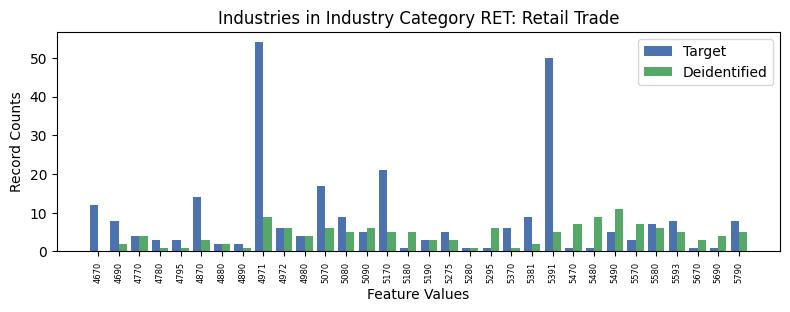 Industries in Industry Category RET: Retail Trade
Target
Deidentified
Record Counts
50
40
30
20
10
0
4670 4690 4770 4780 4795 4870 4880 4890 4971 4972 4980 5070 5080 5090 5170 5180 5190 5275 5280 5295 5370 5381 5391 5470 5480 5490 5570 5580 5593 5670 5690 5790
Feature Values